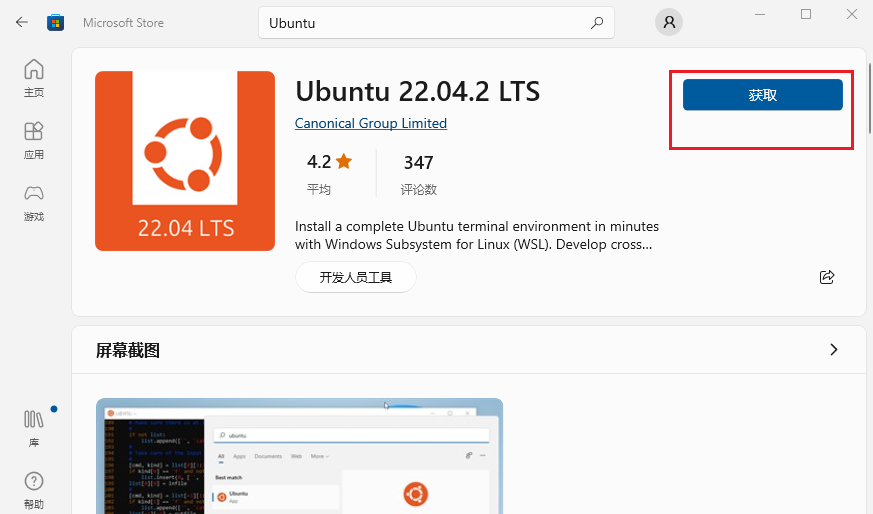 Microsoft Store
Ubuntu
主页
应用
游戏
库
帮助
22.04 LTS
Ubuntu 22.04.2 LTS
Canonical Group Limited
4.2
平均
347
评论数
Install a complete Ubuntu terminal environment in minutes
with Windows Subsystem for Linux (WSL). Develop cross...
开发人员工具
获取
屏幕截图
ubuntu
All Apps Documents Web More
Best match
Ubuntu
App
if not list: